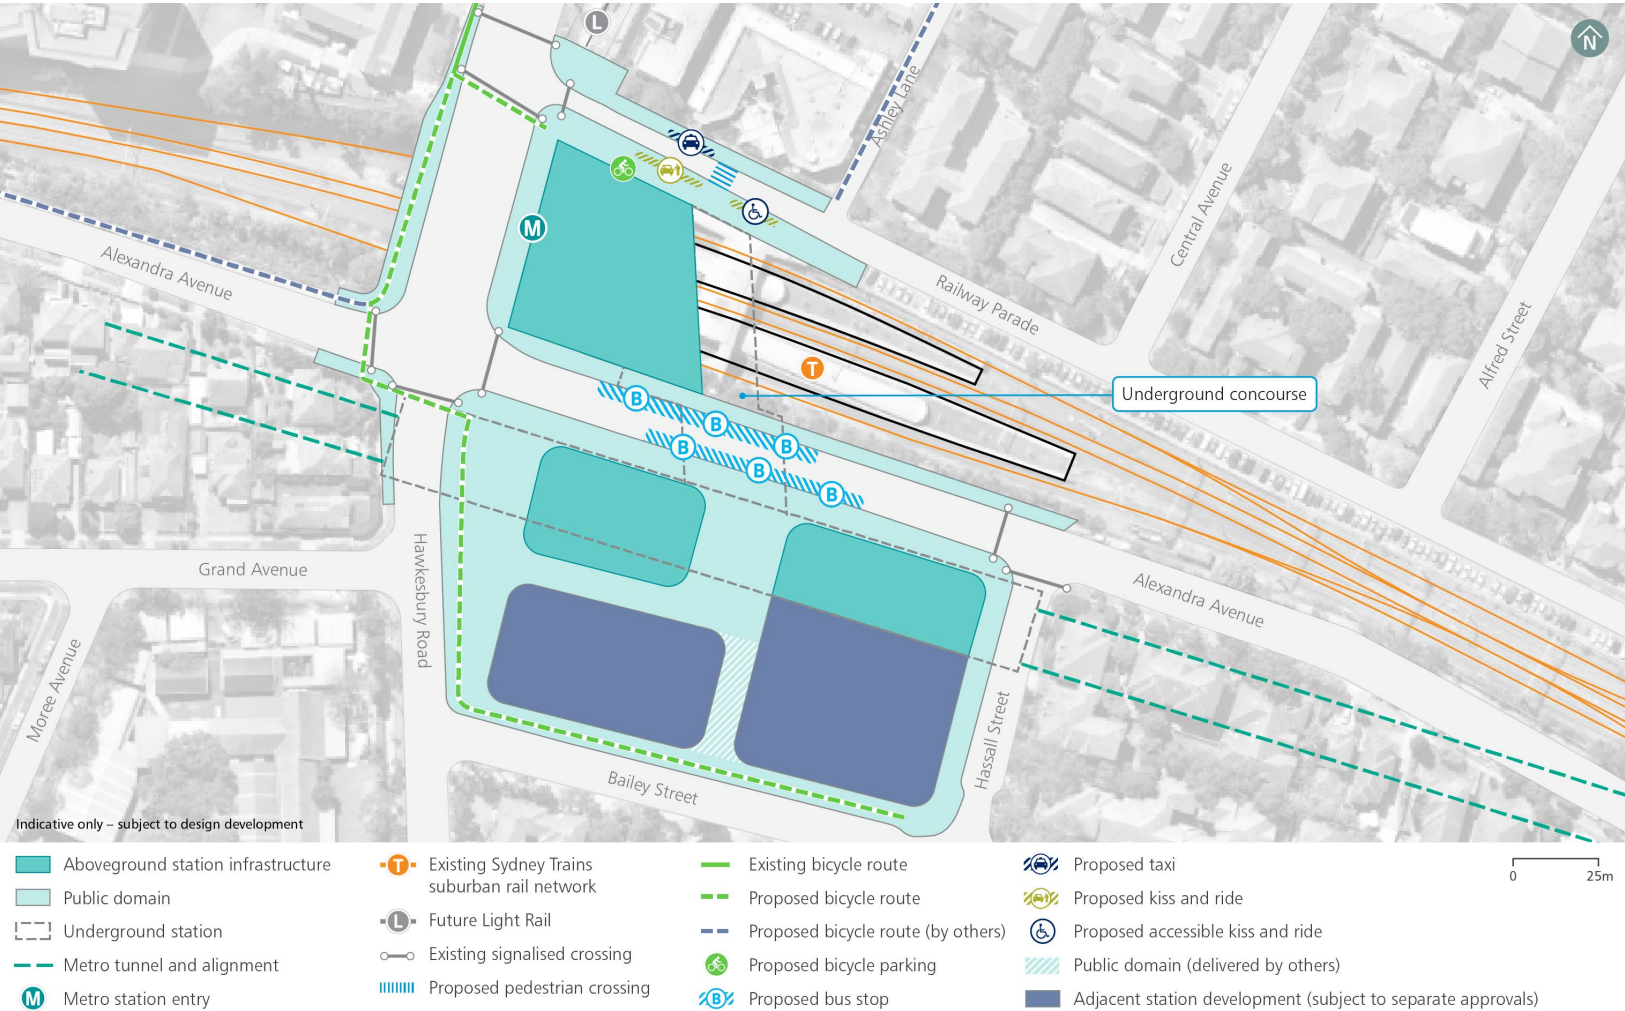 L
N
Ashley Lane
M
Central Avenue
Alexandra Avenue
Railway Parade
Alfred Street
T
Underground concourse
B
B
B
B
B
B
Grand Avenue
Hawkesbury Road
Alexandra Avenue
Moree Avenue
Hassall Street
Bailey Street
Indicative only – subject to design development
Aboveground station infrastructure
Public domain
Underground station
Metro tunnel and alignment
M Metro station entry
T Existing Sydney Trains
suburban rail network
L Future Light Rail
Existing signalised crossing
Proposed pedestrian crossing
Existing bicycle route
Proposed bicycle route
Proposed bicycle route (by others)
Proposed bicycle parking
B Proposed bus stop
Proposed taxi
Proposed kiss and ride
Proposed accessible kiss and ride
Public domain (delivered by others)
Adjacent station development (subject to separate approvals)
0 25m